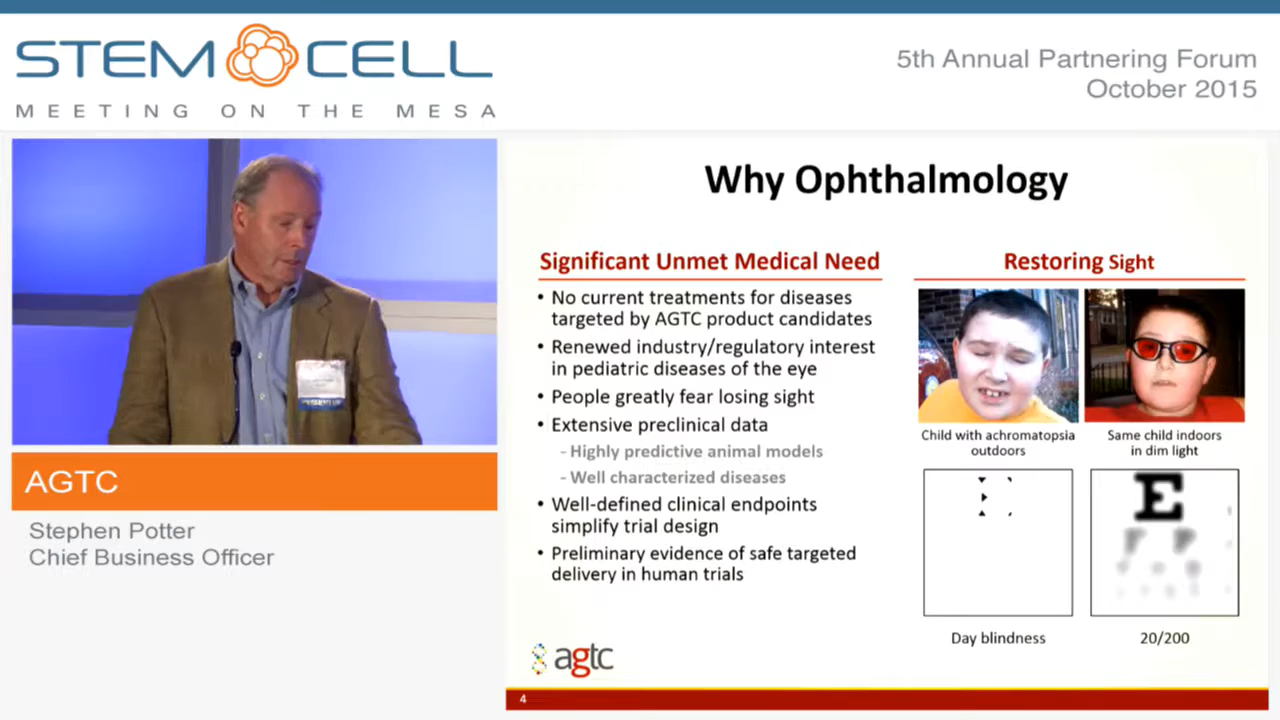 STEM CELL
MEETING ON THE MESA
5th Annual Partnering Forum
October 2015
AGTC
Stephen Potter
Chief Business Officer
Why Ophthalmology
Significant Unmet Medical Need
• No current treatments for diseases
targeted by AGTC product candidates
• Renewed industry/regulatory interest
in pediatric diseases of the eye
• People greatly fear losing sight
• Extensive preclinical data
- Highly predictive animal models
- Well characterized diseases
• Well-defined clinical endpoints
simplify trial design
• Preliminary evidence of safe targeted
delivery in human trials
Restoring Sight
Child with achromatopsia
outdoors
Same child indoors
in dim light
E
Day blindness
20/200
agtc
4